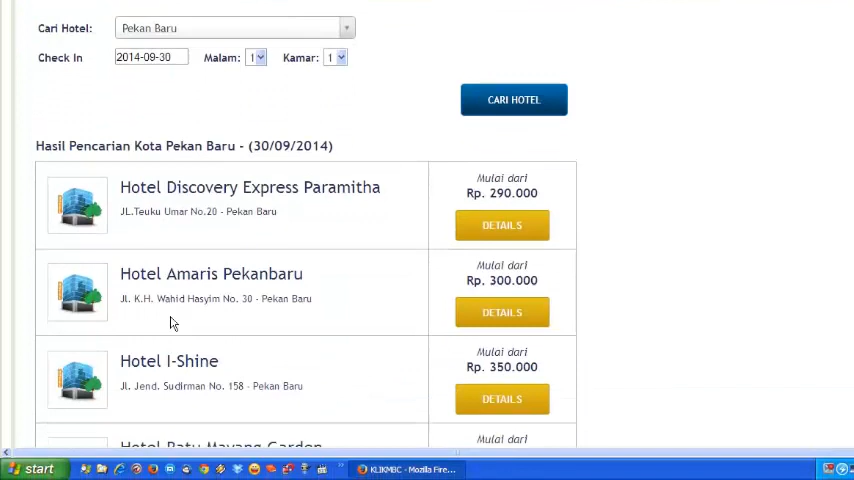 Cari Hotel: Pekan Baru
Check In 2014-09-30 Malam: 1 Kamar: 1
CARI HOTEL
Hasil Pencarian Kota Pekan Baru - (30/09/2014)
Hotel Discovery Express Paramitha
JL.Teuku Umar No.20 - Pekan Baru
Mulai dari
Rp. 290.000
DETAILS
Hotel Amaris Pekanbaru
Jl. K.H. Wahid Hasyim No. 30 - Pekan Baru
Mulai dari
Rp. 300.000
DETAILS
Hotel I-Shine
Jl. Jend. Sudirman No. 158 - Pekan Baru
Mulai dari
Rp. 350.000
DETAILS
Hotel Ratu Mayang Garden
Mulai dari
start
KLIKMBC - Mozilla Fire...